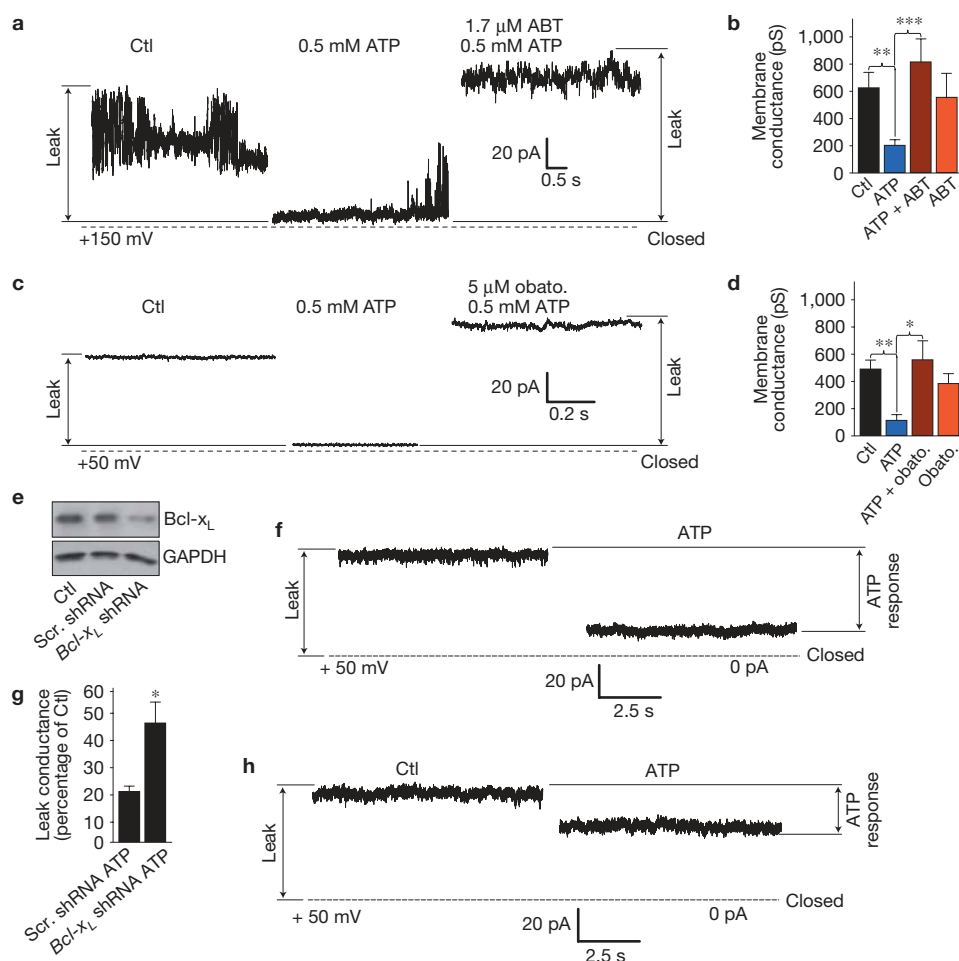 a
Ctl
0.5 mM ATP
1.7 μM ABT
0.5 mM ATP
Leak
Leak
20 pA
0.5 s
+150 mV
Closed
b
Membrane
conductance (pS)
1,000
800
600
400
200
0
**
***
Ctl
ATP
ATP + ABT
ABT
c
Ctl
0.5 mM ATP
5 μM obato.
0.5 mM ATP
Leak
Leak
20 pA
0.2 s
+50 mV
Closed
d
Membrane
conductance (pS)
1,000
800
600
400
200
0
**
*
Ctl
ATP
ATP + obato.
Obato.
e
Bcl-xL
GAPDH
Ctl
Scr. shRNA
Bcl-xL shRNA
f
ATP
Leak
ATP
response
+ 50 mV
0 pA
Closed
20 pA
2.5 s
g
Leak conductance
(percentage of Ctl)
60
50
40
30
20
10
0
*
Scr. shRNA ATP
Bcl-xL shRNA ATP
h
Ctl
ATP
Leak
ATP
response
+ 50 mV
0 pA
Closed
20 pA
2.5 s